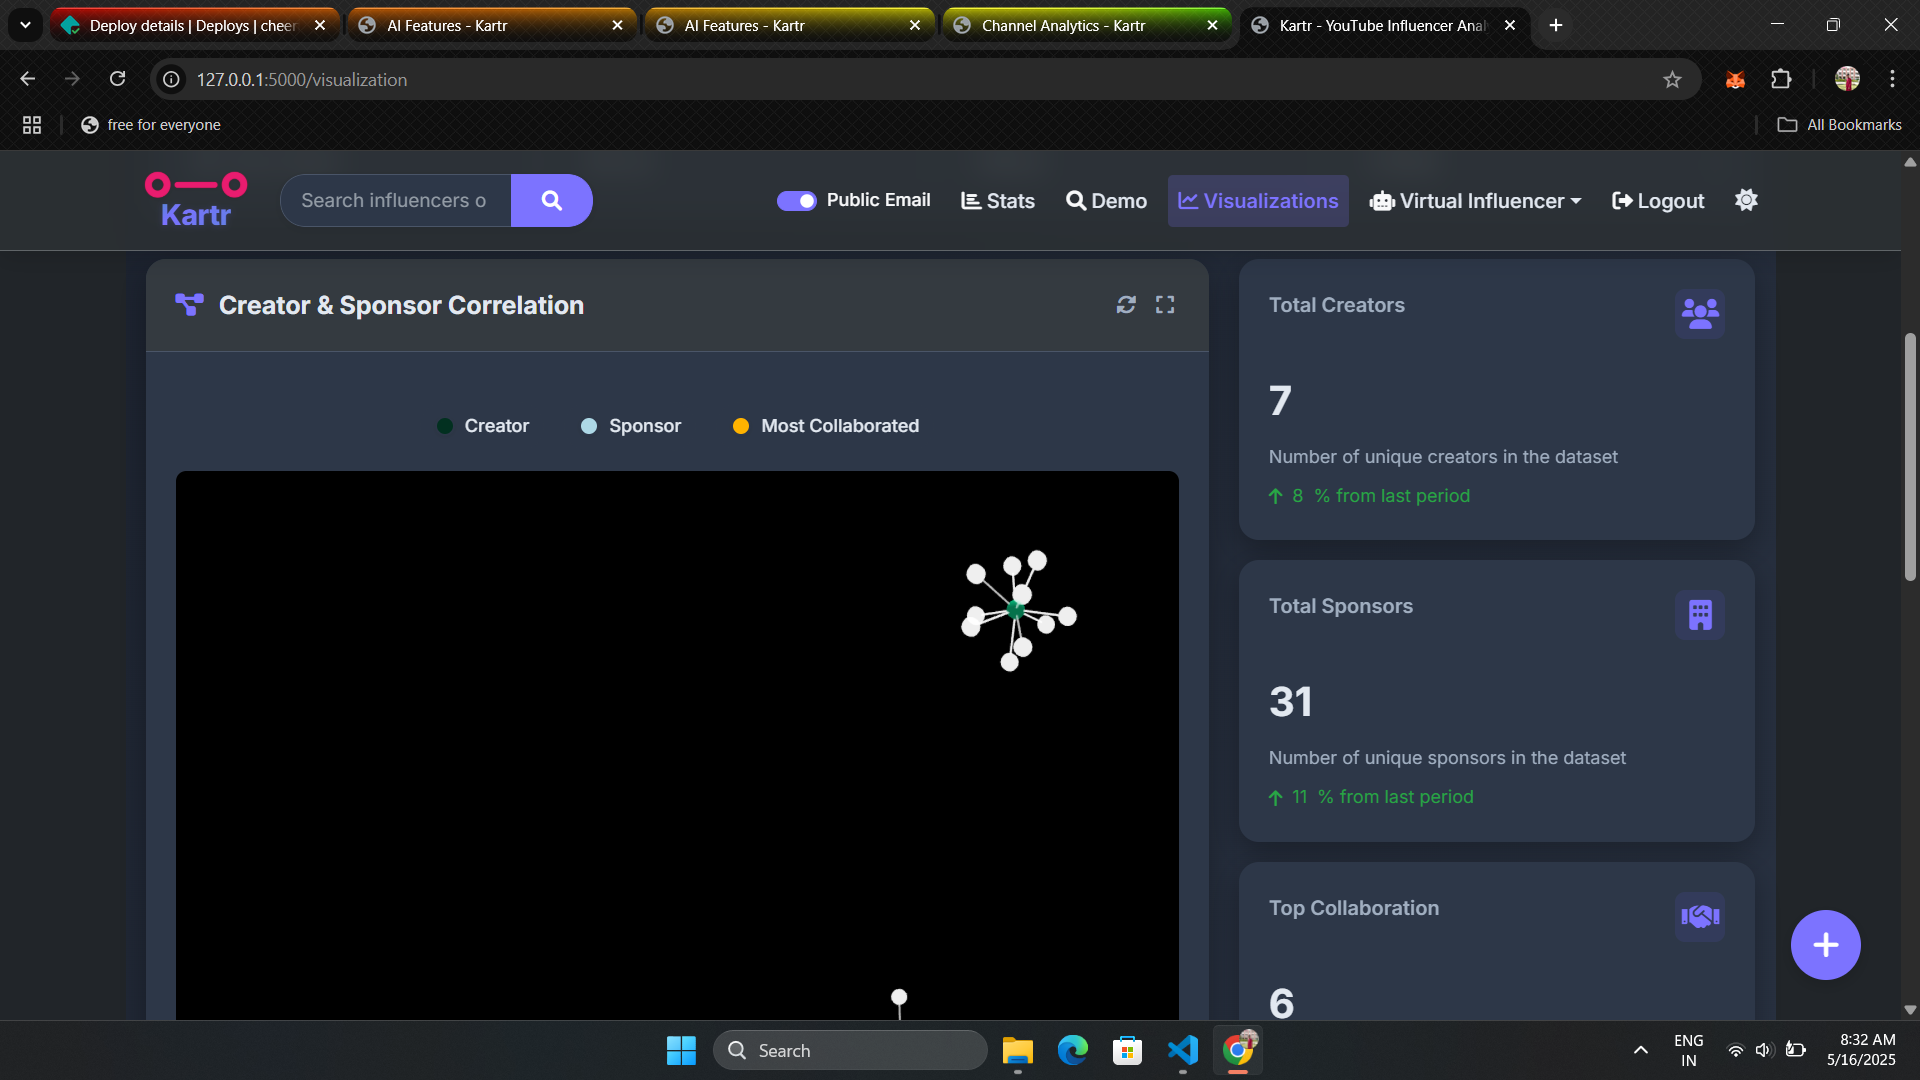 Deploy details | Deploys | cheer
AI Features - Kartr
AI Features - Kartr
Channel Analytics - Kartr
Kartr - YouTube Influencer Anal
127.0.0.1:5000/visualization
free for everyone
All Bookmarks
Kartr
Search influencers o
Public Email
Stats
Demo
Visualizations
Virtual Influencer
Logout
Creator & Sponsor Correlation
Creator
Sponsor
Most Collaborated
Total Creators
7
Number of unique creators in the dataset
8 % from last period
Total Sponsors
31
Number of unique sponsors in the dataset
11 % from last period
Top Collaboration
6
Search
ENG
IN
8:32 AM
5/16/2025